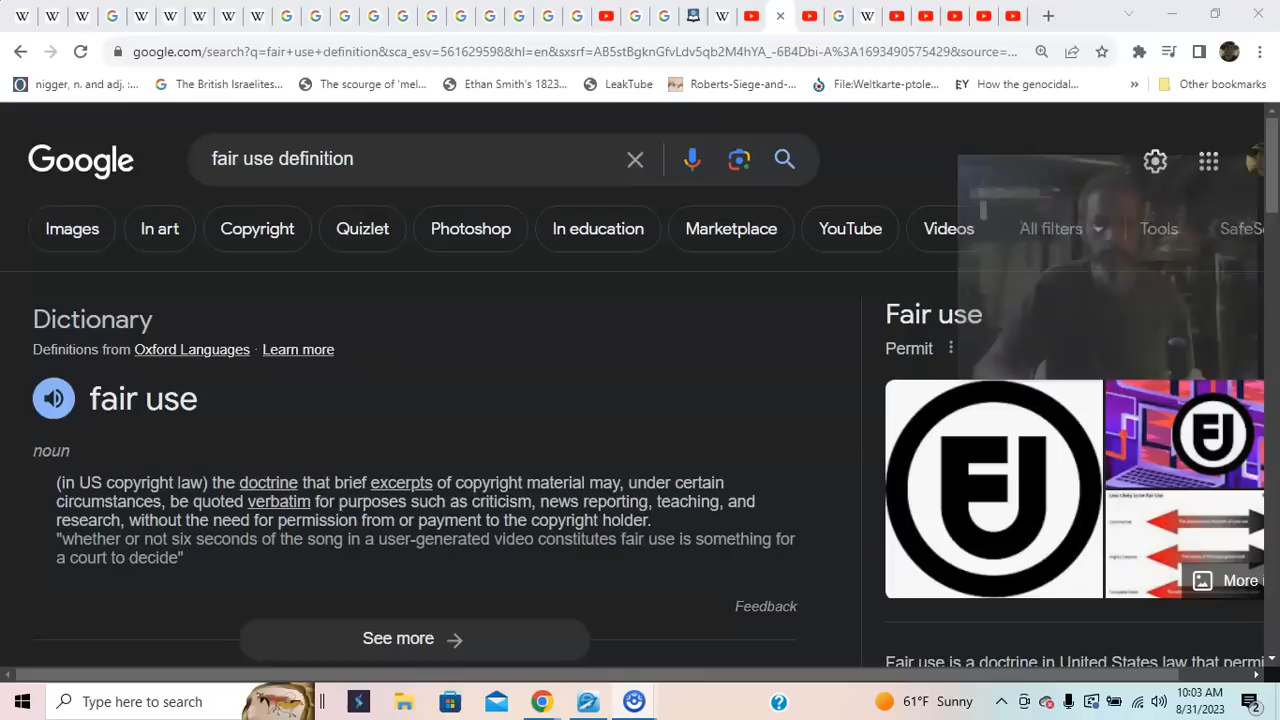 google.com/search?q=fair+use+definition&sca_esv=561629598&hl=en&sxsrf=AB5stBgknGfvLdv5qb2M4hYA_-6B4Dbi-A%3A1693490575429&source=...
nigger, n. and adj. :... The British Israelites... The scourge of 'mel... Ethan Smith's 1823... LeakTube Roberts-Siege-and-... File:Weltkarte-ptole... EY How the genocidal... » Other bookmarks
Google
fair use definition
Images In art Copyright Quizlet Photoshop In education Marketplace YouTube Videos All filters Tools SafeSe
Dictionary
Definitions from Oxford Languages · Learn more
fair use
noun
(in US copyright law) the doctrine that brief excerpts of copyright material may, under certain
circumstances, be quoted verbatim for purposes such as criticism, news reporting, teaching, and
research, without the need for permission from or payment to the copyright holder.
"whether or not six seconds of the song in a user-generated video constitutes fair use is something for
a court to decide"
Feedback
See more →
Fair use
Permit
More i
Fair use is a doctrine in United States law that permi
Type here to search
61°F Sunny
10:03 AM
8/31/2023
2